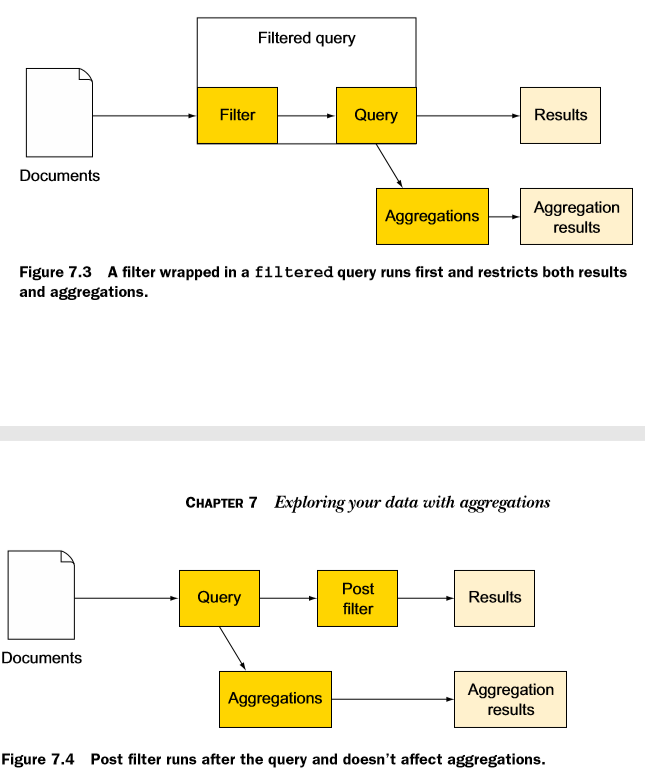 Filtered query
Filter
Query
Results
Documents
Aggregations
Aggregation
results
Figure 7.3 A filter wrapped in a filtered query runs first and restricts both results
and aggregations.
CHAPTER 7 Exploring your data with aggregations
Query
Post
filter
Results
Documents
Aggregations
Aggregation
results
Figure 7.4 Post filter runs after the query and doesn't affect aggregations.